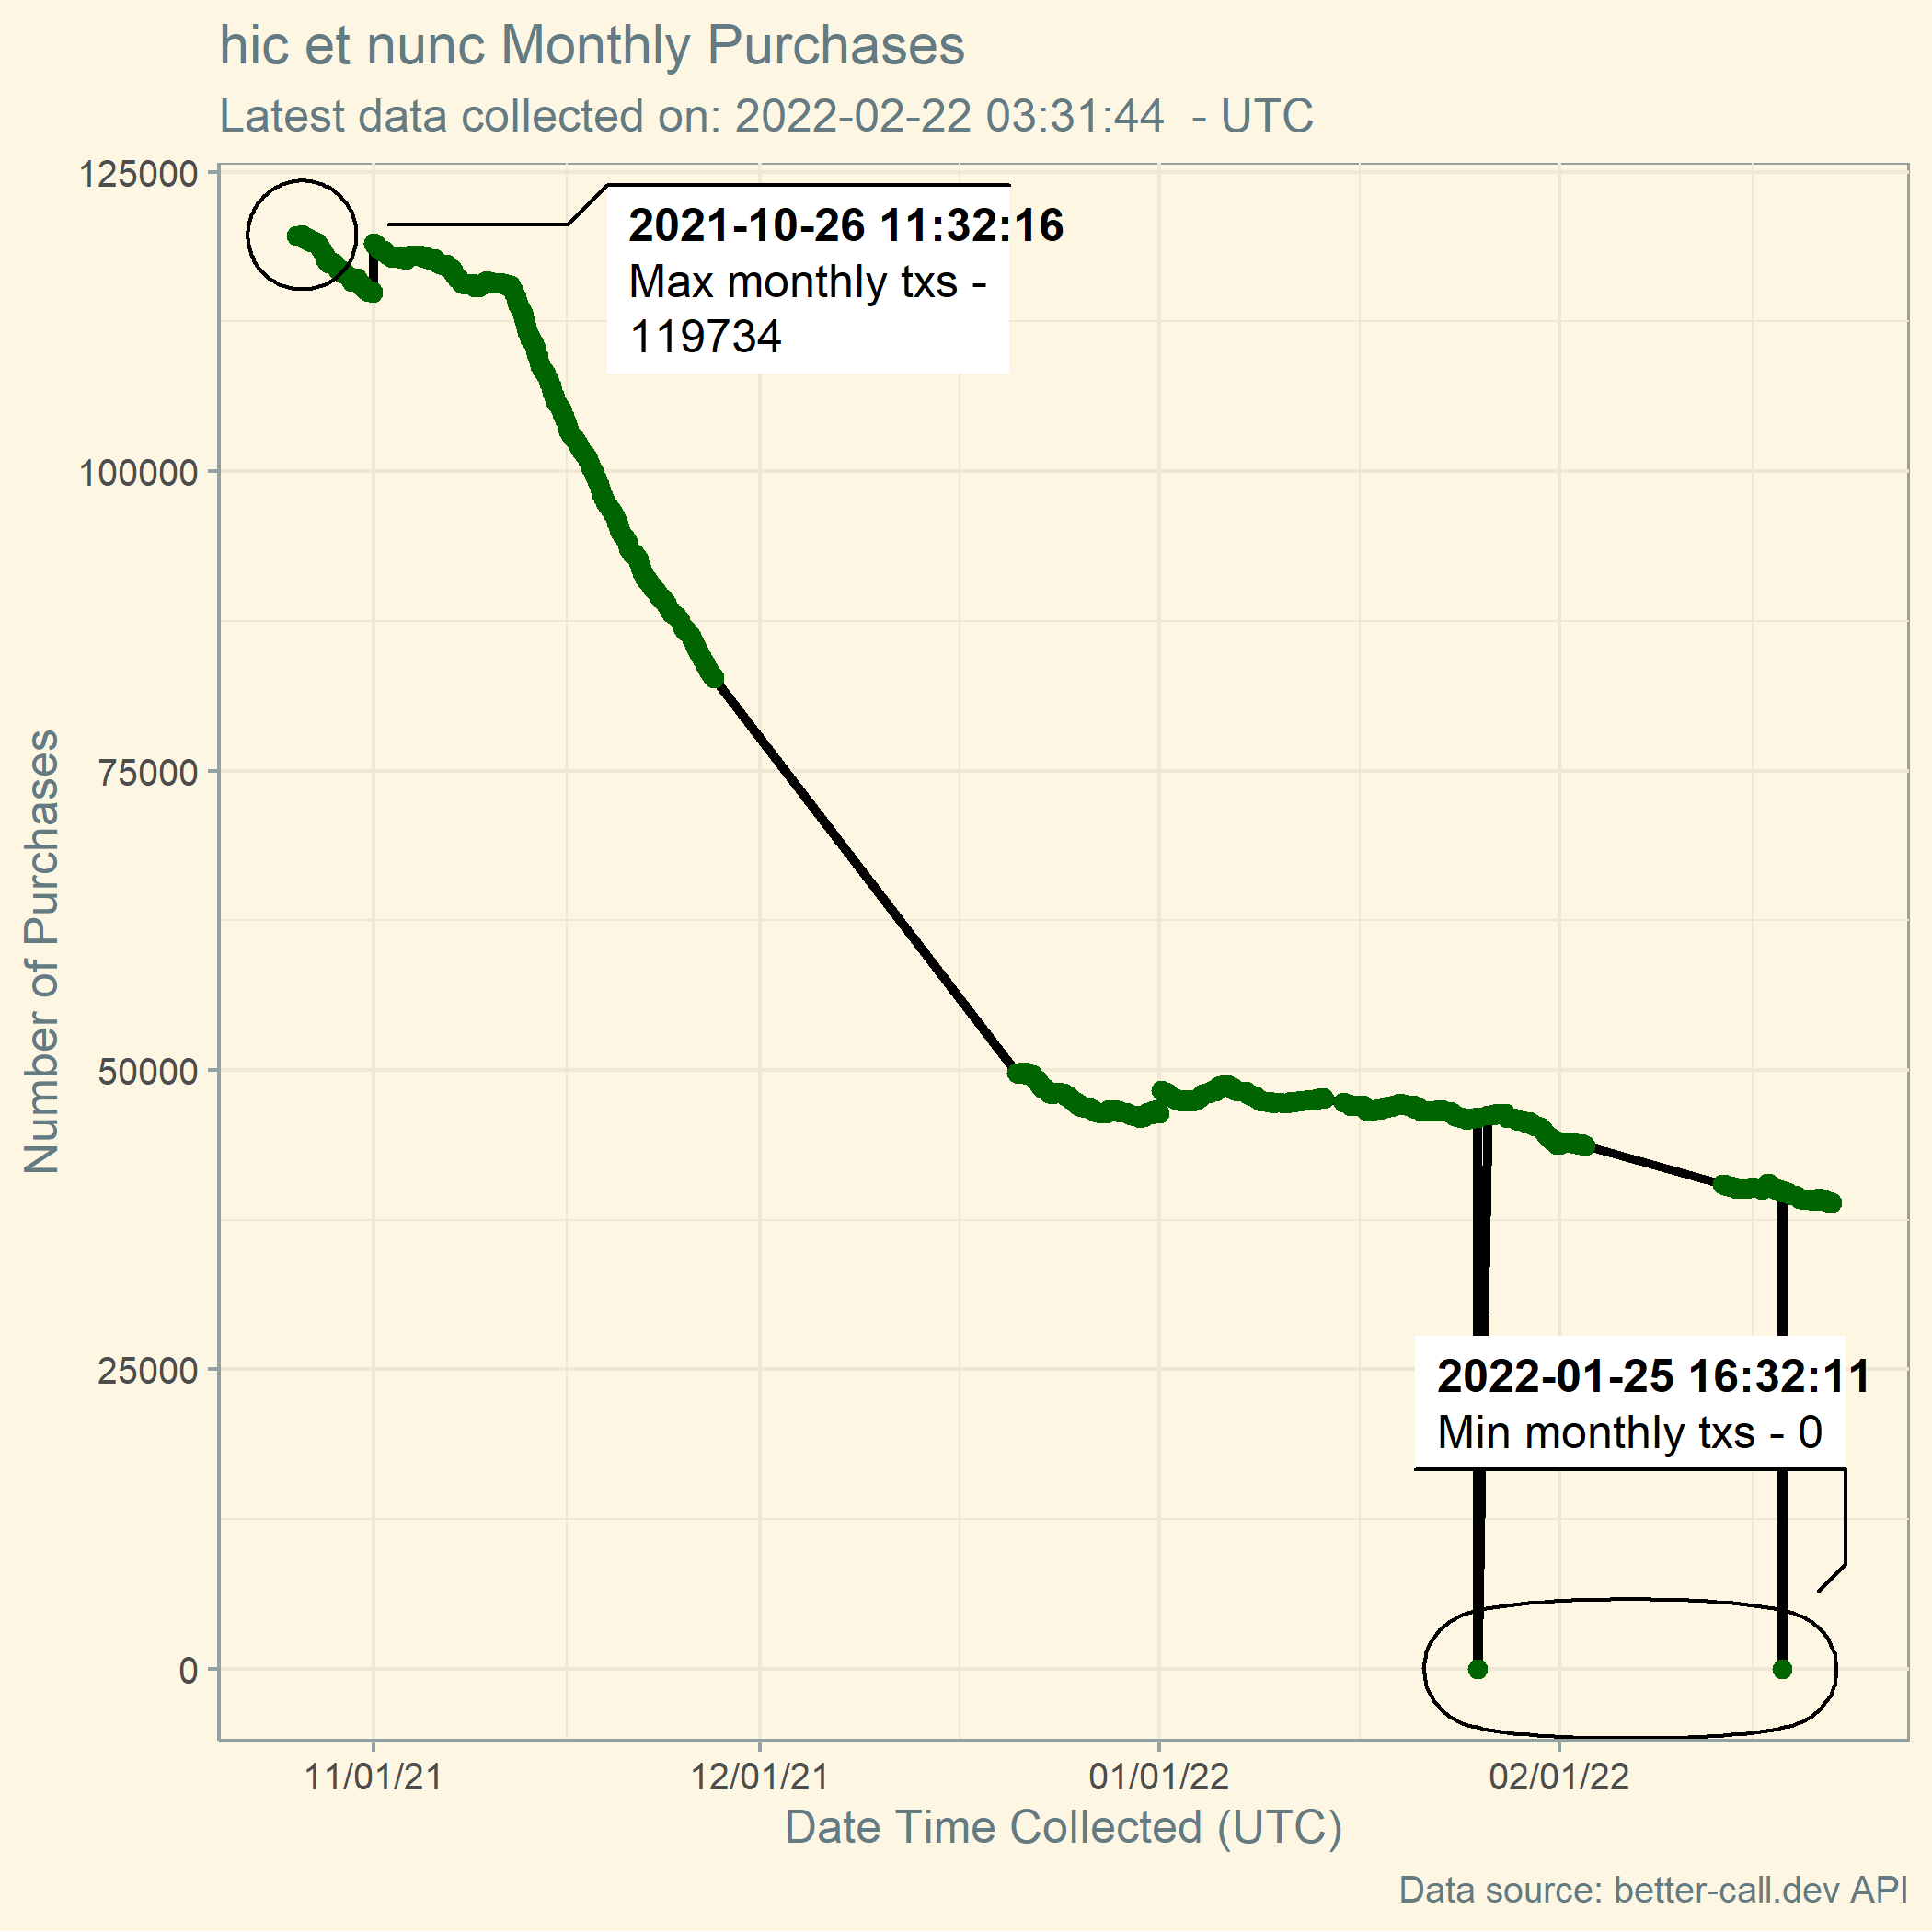 hic et nunc Monthly Purchases
Latest data collected on: 2022-02-22 03:31:44  - UTC
125000
100000
75000
50000
25000
0
Number of Purchases
2021-10-26 11:32:16
Max monthly txs -
119734
2022-01-25 16:32:11
Min monthly txs - 0
11/01/21
12/01/21
01/01/22
02/01/22
Date Time Collected (UTC)
Data source: better-call.dev API